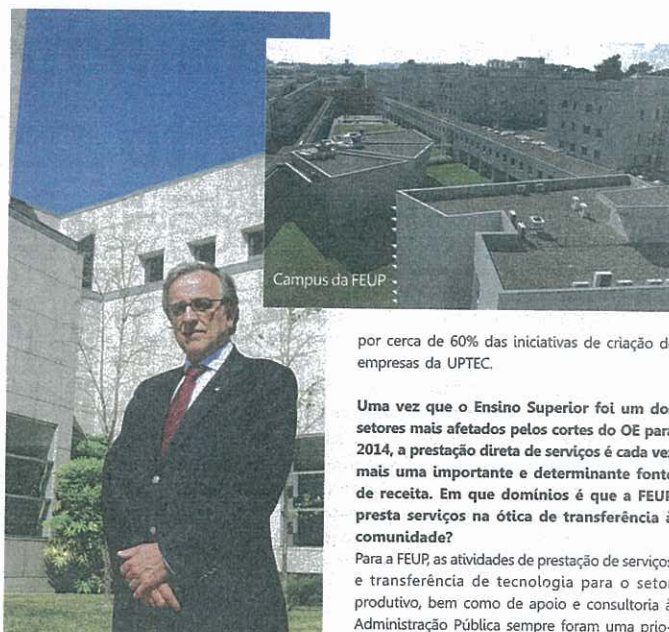 Campus da FEUP
por cerca de 60% das iniciativas de criação d
empresas da UPTEC.
Uma vez que o Ensino Superior foi um do
setores mais afetados pelos cortes do OE para
2014, a prestação direta de serviços é cada vez
mais uma importante e determinante fonte
de receita. Em que domínios é que a FEUP
presta serviços na ótica de transferência à
comunidade?
Para a FEUP, as atividades de prestação de serviços
e transferência de tecnologia para o setor
produtivo, bem como de apoio e consultoria à
Administração Pública sempre foram uma prio-